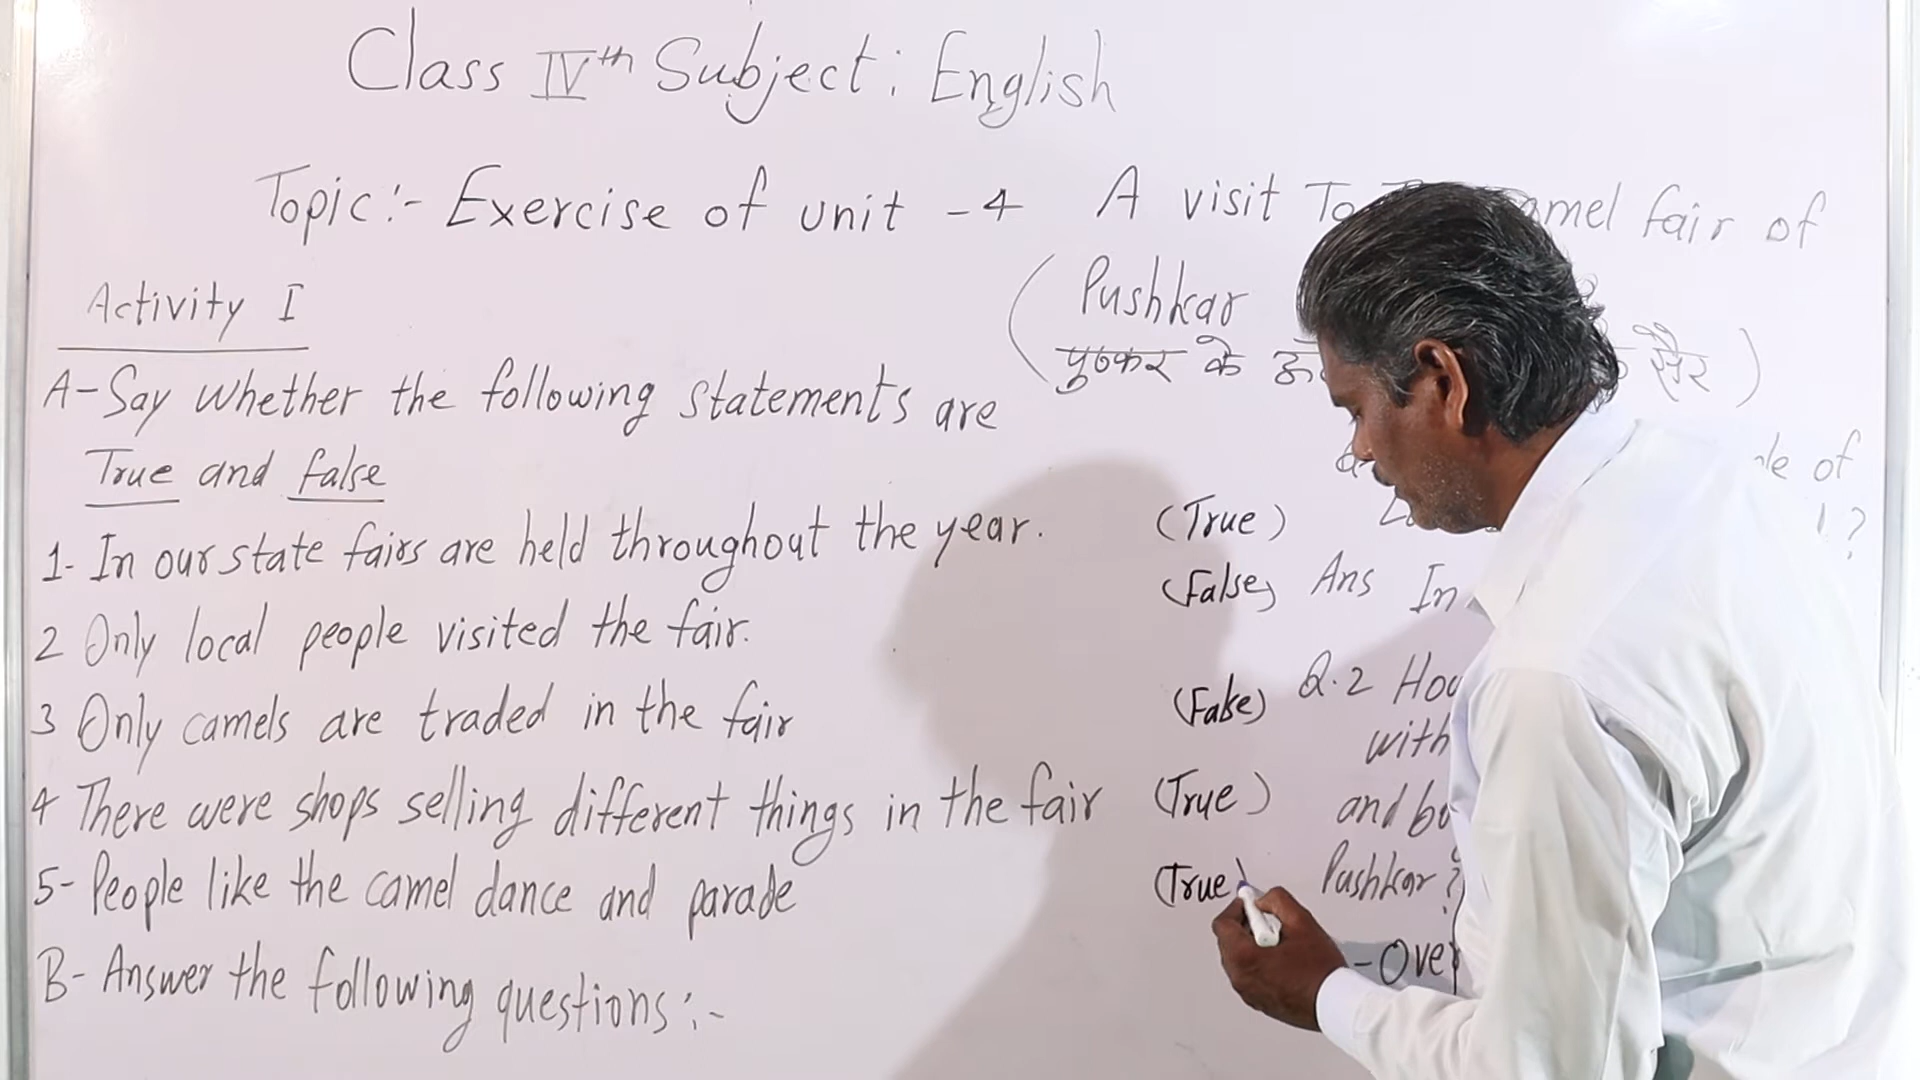 Class IVth Subject: English
Topic:- Exercise of unit - 4 A visit To camel fair of
Pushkar
(पुष्कर के सैर)
Activity I
A- Say whether the following statements are
True and false
1- In our state fairs are held throughout the year. (True)
2 Only local people visited the fair. (False)
3 Only camels are traded in the fair (False)
4 There were shops selling different things in the fair (True)
5- People like the camel dance and parade (True)
B- Answer the following questions:-
of
?
Ans In
Q.2 How
with
and
Pushkar?
- Over